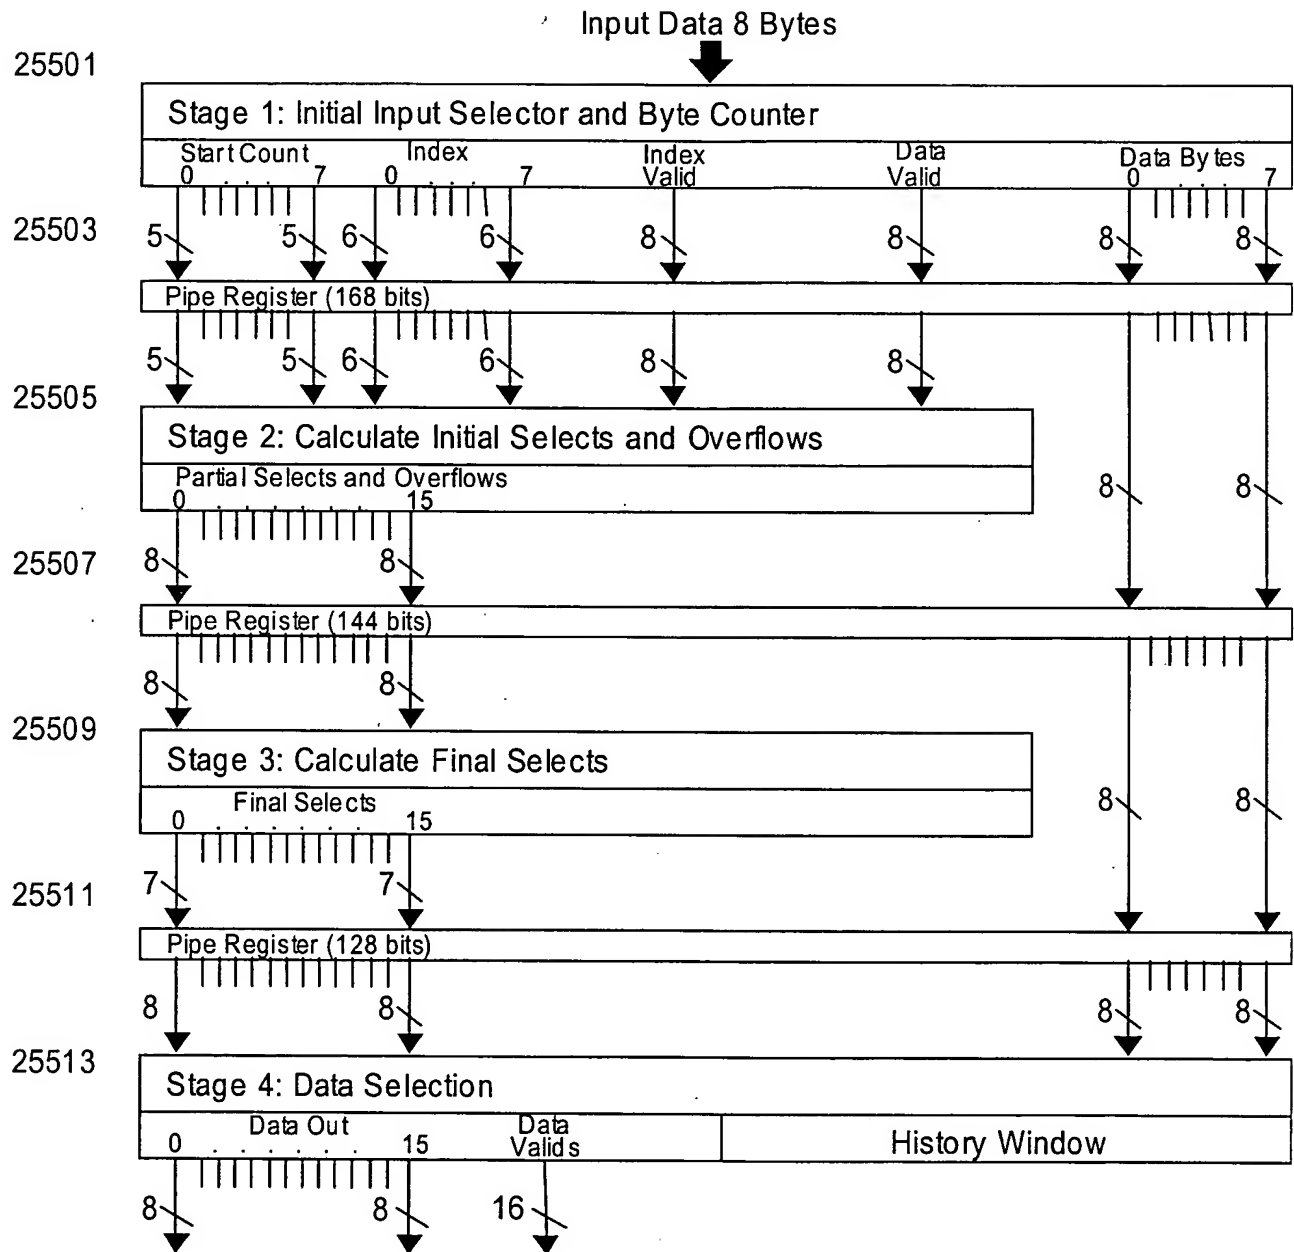 Input Data 8 Bytes
25501
Stage 1: Initial Input Selector and Byte Counter
Start Count Index Index Data Data Bytes
0 7 0 7 Valid Valid 0 7
25503
5 5 6 6 8 8 8 8
Pipe Register (168 bits)
5 5 6 6 8 8
25505
Stage 2: Calculate Initial Selects and Overflows
Partial Selects and Overflows
0 15
8 8
25507
8 8
Pipe Register (144 bits)
8 8
25509
Stage 3: Calculate Final Selects
Final Selects
0 15
8 8
25511
7 7
Pipe Register (128 bits)
8 8 8 8
25513
Stage 4: Data Selection
Data Out Data
0 15 Valids
History Window
8 8 16